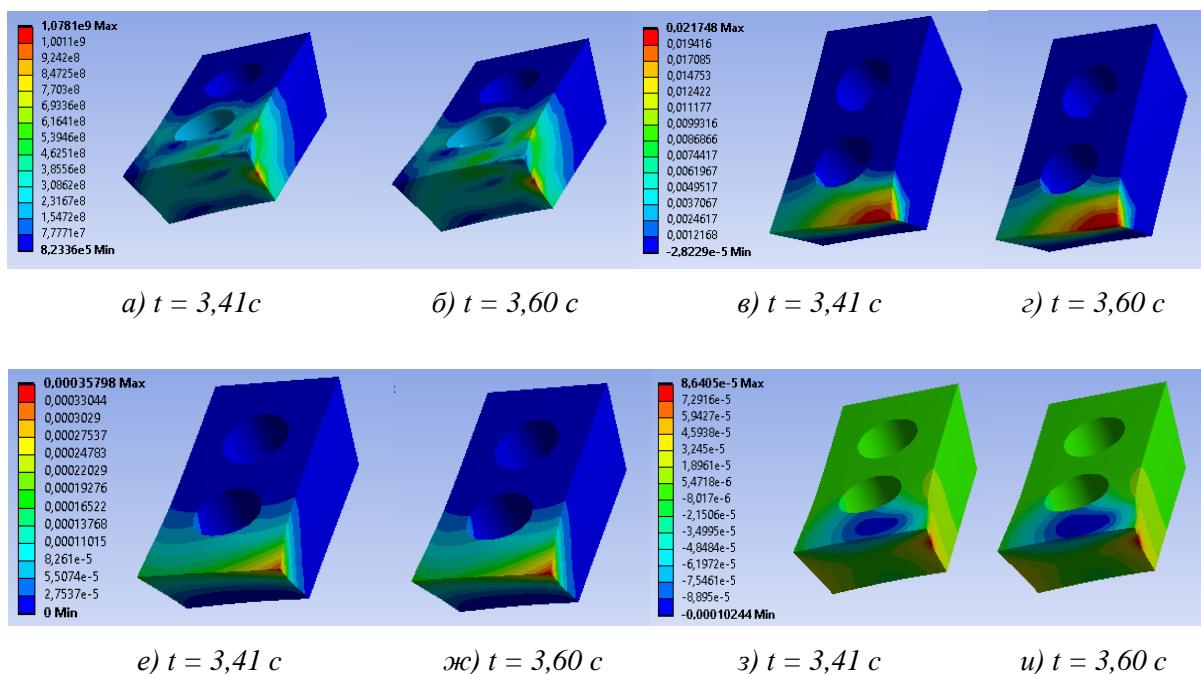 1,0781e9 Max
1,0011e9
9,242e8
8,4725e8
7,703e8
6,9336e8
6,1641e8
5,3946e8
4,6251e8
3,8556e8
3,0862e8
2,3167e8
1,5472e8
7,7771e7
8,2336e5 Min
0,021748 Max
0,019416
0,017085
0,014753
0,012422
0,011177
0,0099316
0,0086866
0,0074417
0,0061967
0,0049517
0,0037067
0,0024617
0,0012168
-2,8229e-5 Min
а) t = 3,41с
б) t = 3,60 с
в) t = 3,41 с
г) t = 3,60 с
0,00035798 Max
0,00033044
0,0003029
0,00027537
0,00024783
0,00022029
0,00019276
0,00016522
0,00013768
0,00011015
8,261e-5
5,5074e-5
2,7537e-5
0 Min
:
8,6405e-5 Max
7,2916e-5
5,9427e-5
4,5938e-5
3,245e-5
1,8961e-5
5,4718e-6
-8,017e-6
-2,1506e-5
-3,4995e-5
-4,8484e-5
-6,1972e-5
-7,5461e-5
-8,895e-5
-0,00010244 Min
е) t = 3,41 с
ж) t = 3,60 с
з) t = 3,41 с
и) t = 3,60 с